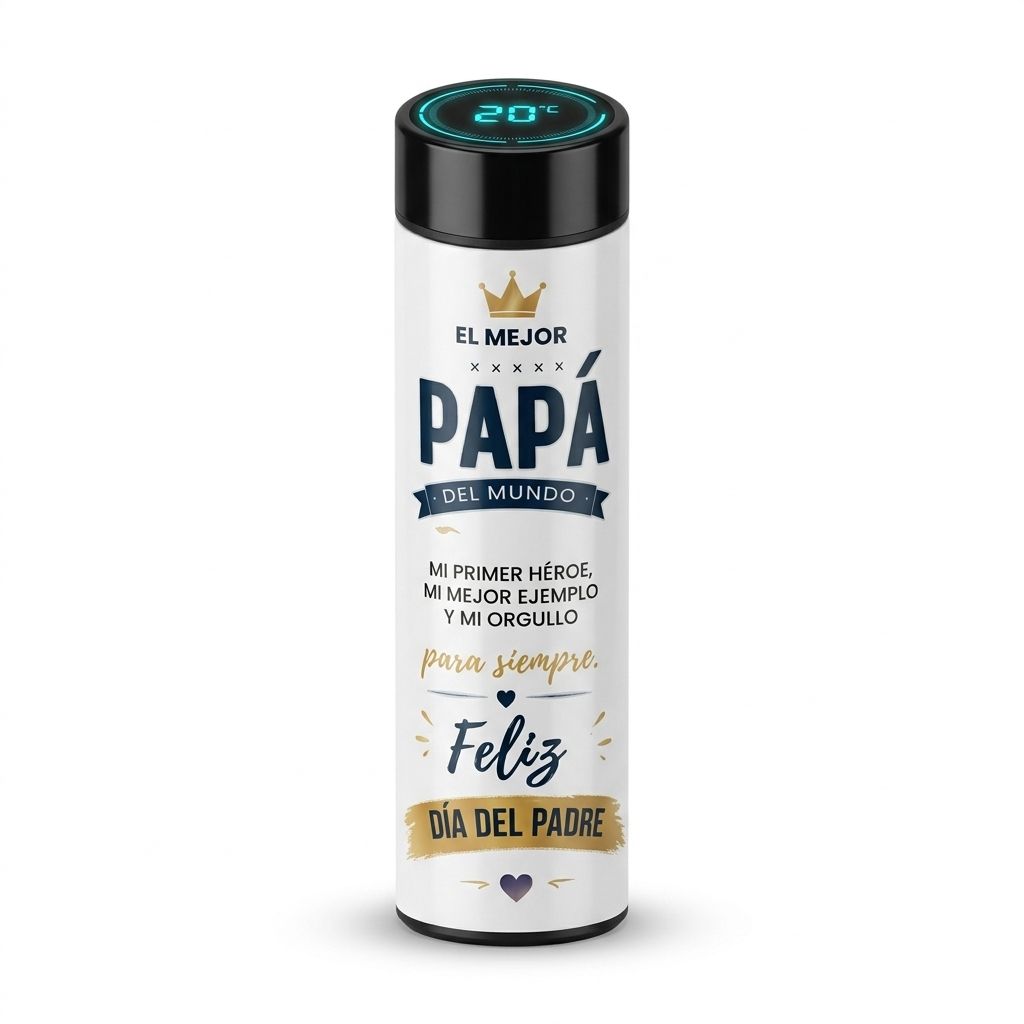 20°C
EL MEJOR
x x x x x
PAPÁ
· DEL MUNDO ·
MI PRIMER HÉROE,
MI MEJOR EJEMPLO
Y MI ORGULLO
para siempre.
Feliz
DÍA DEL PADRE